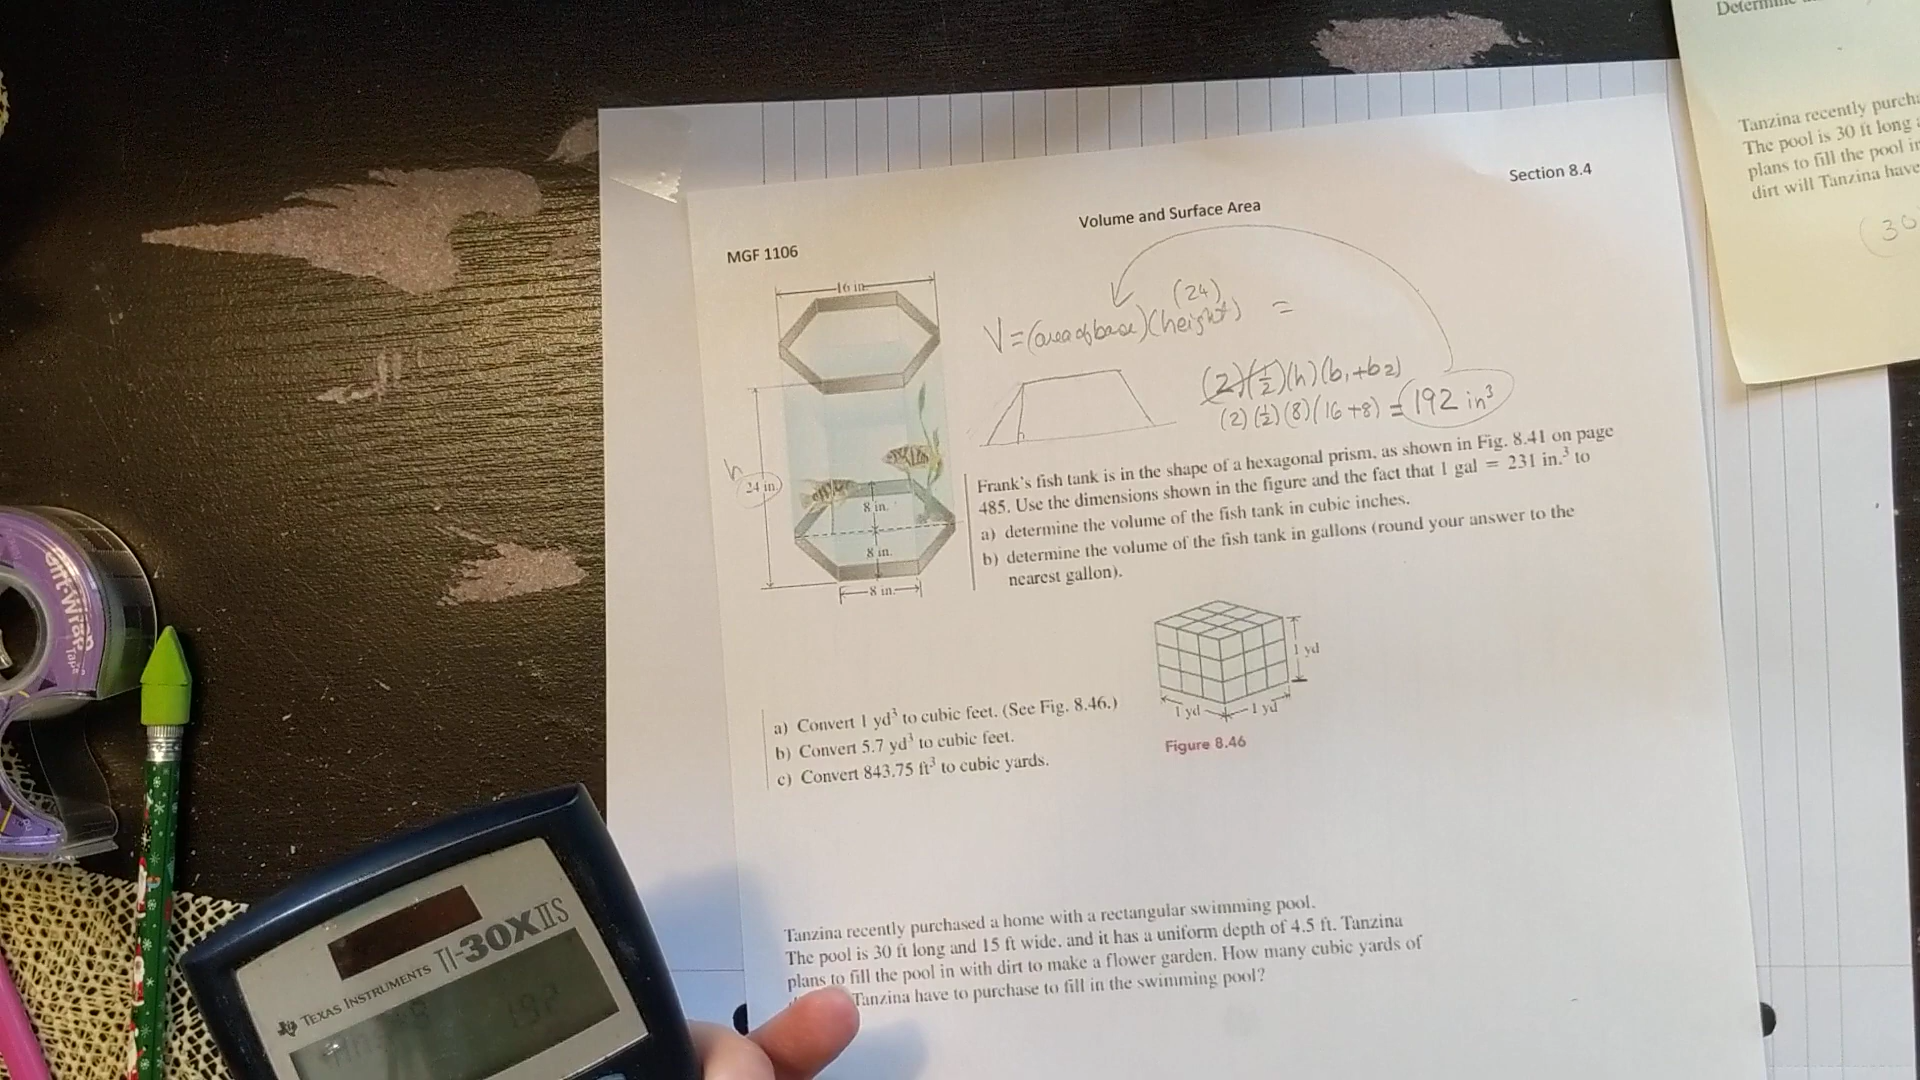 Section 8.4
Volume and Surface Area
MGF 1106
16 in
V = (area of base)(height) =
(24)
(2)(1/2)(h)(b1+b2)
(2)(1/2)(8)(16+8) = 192 in³
h
24 in.
8 in.
8 in.
8 in.
Frank's fish tank is in the shape of a hexagonal prism, as shown in Fig. 8.41 on page
485. Use the dimensions shown in the figure and the fact that 1 gal = 231 in.³ to
a) determine the volume of the fish tank in cubic inches.
b) determine the volume of the fish tank in gallons (round your answer to the
nearest gallon).
1 yd
1 yd
1 yd
Figure 8.46
a) Convert 1 yd³ to cubic feet. (See Fig. 8.46.)
b) Convert 5.7 yd³ to cubic feet.
c) Convert 843.75 ft³ to cubic yards.
Tanzina recently purchased a home with a rectangular swimming pool.
The pool is 30 ft long and 15 ft wide, and it has a uniform depth of 4.5 ft. Tanzina
plans to fill the pool in with dirt to make a flower garden. How many cubic yards of
Tanzina have to purchase to fill in the swimming pool?
Tanzina recently
The pool is 30 ft long
plans to fill the pool
dirt will Tanzina have
(30
Gift-Wrap
Tape
TEXAS INSTRUMENTS TI-30X IIS
192